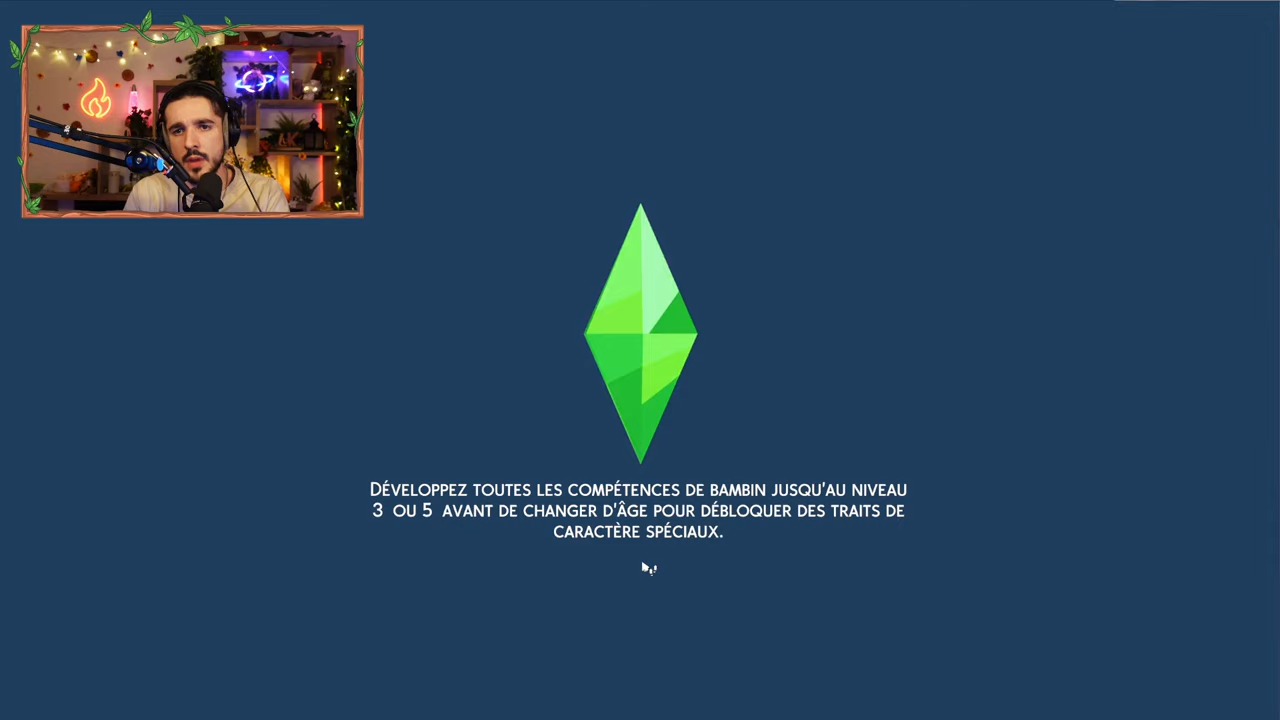 DÉVELOPPEZ TOUTES LES COMPÉTENCES DE BAMBIN JUSQU'AU NIVEAU
3 OU 5 AVANT DE CHANGER D'ÂGE POUR DÉBLOQUER DES TRAITS DE
CARACTÈRE SPÉCIAUX.